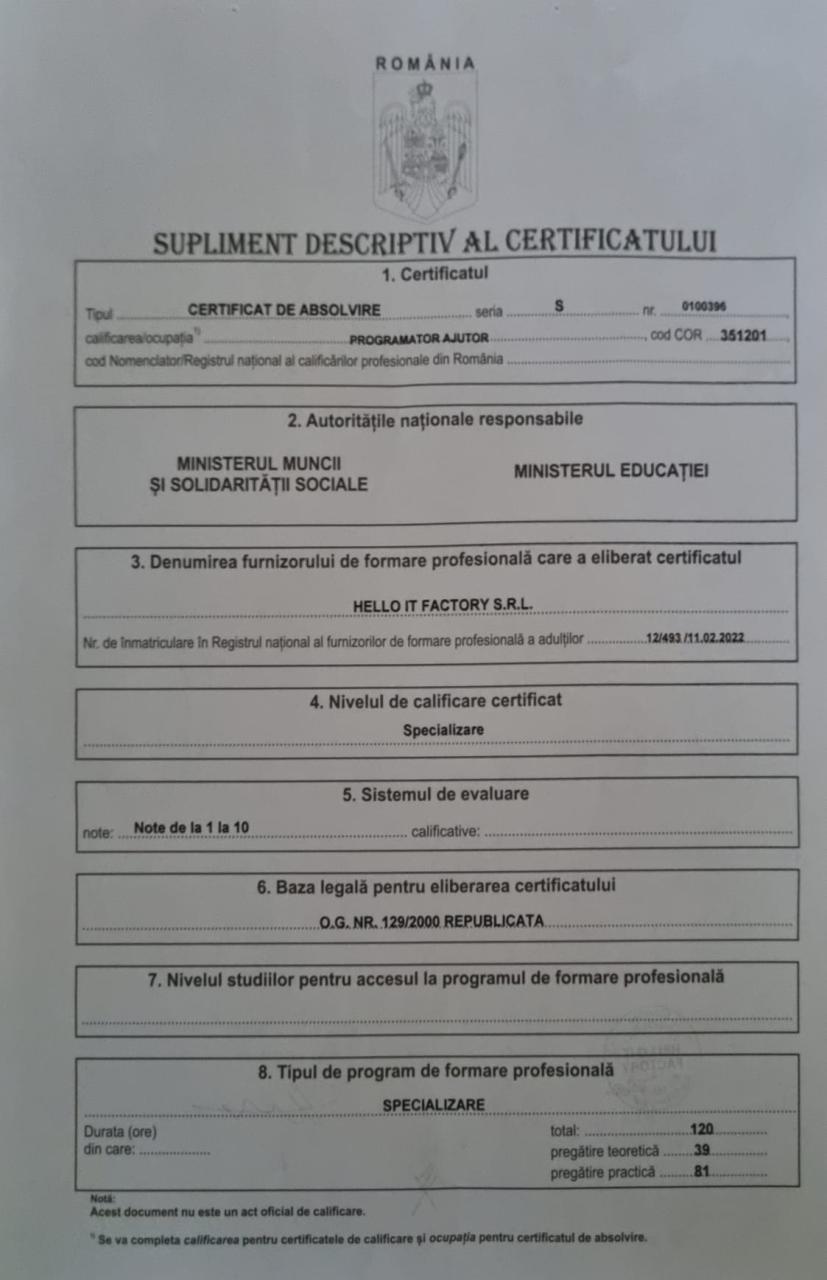 ROMÂNIA
SUPLIMENT DESCRIPTIV AL CERTIFICATULUI
1. Certificatul
Tipul CERTIFICAT DE ABSOLVIRE seria S nr. 0100396
calificarea/ocupația 1) PROGRAMATOR AJUTOR, cod COR 351201
cod Nomenclator/Registrul național al calificărilor profesionale din România
2. Autoritățile naționale responsabile
MINISTERUL MUNCII
ȘI SOLIDARITĂȚII SOCIALE MINISTERUL EDUCAȚIEI
3. Denumirea furnizorului de formare profesională care a eliberat certificatul
HELLO IT FACTORY S.R.L.
Nr. de înmatriculare în Registrul național al furnizorilor de formare profesională a adulților 12/493 /11.02.2022
4. Nivelul de calificare certificat
Specializare
5. Sistemul de evaluare
note: Note de la 1 la 10 calificative:
6. Baza legală pentru eliberarea certificatului
O.G. NR. 129/2000 REPUBLICATA
7. Nivelul studiilor pentru accesul la programul de formare profesională
8. Tipul de program de formare profesională
SPECIALIZARE
Durata (ore) total: 120
din care: pregătire teoretică 39
pregătire practică 81
Notă:
Acest document nu este un act oficial de calificare.
1) Se va completa calificarea pentru certificatele de calificare și ocupația pentru certificatul de absolvire.